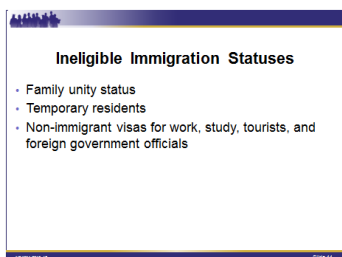 Ineligible Immigration Statuses
• Family unity status
• Temporary residents
• Non-immigrant visas for work, study, tourists, and
foreign government officials